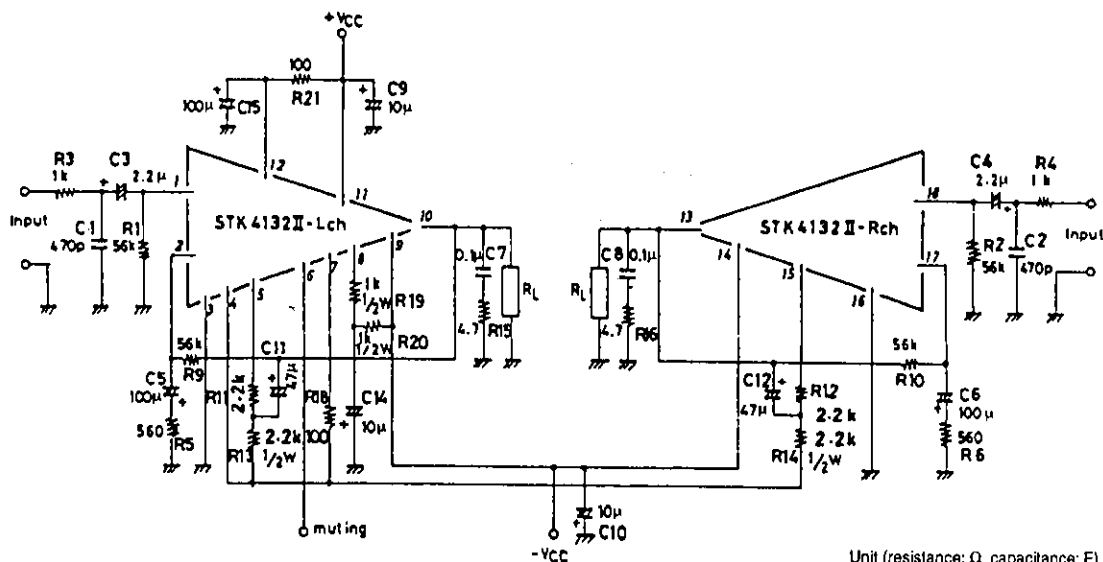 +VCC
100
R21
C9
10μ
100μ
C15
R3
1k
C3
2.2μ
1
12
11
10
Input
C1
470p
R1
56k
2
STK4132Ⅱ-Lch
3
4
5
6
7
8
9
0.1μ
C7
RL
4.7
R15
1k
1/2W
R19
1k
1/2W
R20
56k
R9
C5
100μ
560
R5
R11
2.2k
C11
47μ
R13
2.2k
1/2W
R18
100
C14
10μ
muting
-VCC
10μ
C10
13
STK4132Ⅱ-Rch
14
15
16
17
18
C8
0.1μ
RL
4.7
R16
C4
2.2μ
R4
1k
R2
56k
C2
470p
Input
56k
R10
C12
47μ
R12
2.2k
2.2k
R14
1/2W
C6
100μ
560
R6
Unit (resistance: Ω, capacitance: F)